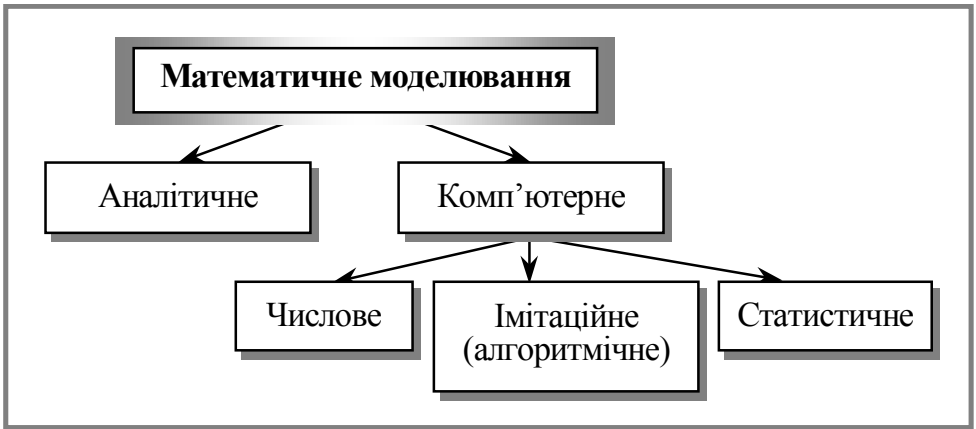 Математичне моделювання
Аналітичне
Комп’ютерне
Числове
Імітаційне
(алгоритмічне)
Статистичне